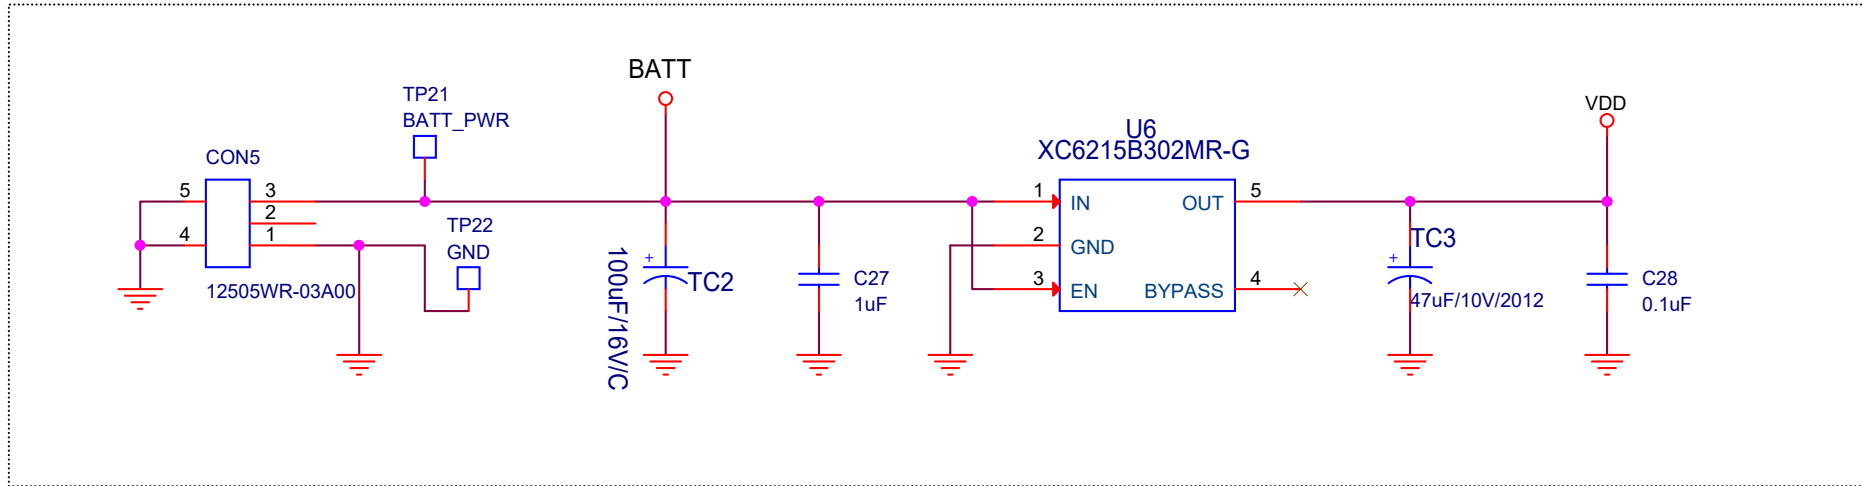 BATT
TP21
BATT_PWR
VDD
U6
XC6215B302MR-G
CON5
5
3
2
4
1
TP22
GND
12505WR-03A00
100uF/16V/C
TC2
C27
1uF
1
IN
OUT
5
2
GND
3
EN
BYPASS
4
+
+
TC3
47uF/10V/2012
C28
0.1uF